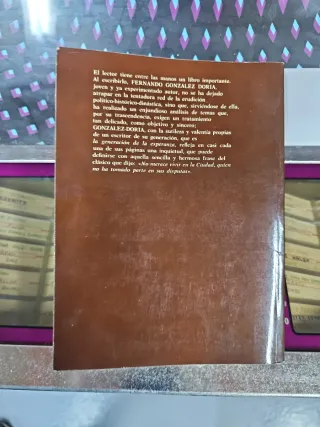 El lector tiene entre las manos un libro importante.
Al escribirlo, FERNANDO GONZALEZ DORIA,
joven y ya experimentado autor, no se ha dejado
atrapar en la tentadora red de la erudición
político-histórico-dinástica, sino que, sirviéndose de ella,
ha realizado un enjundioso análisis de temas que,
por su trascendencia, exigen un tratamiento
tan delicado, como objetivo y sincero;
GONZALEZ-DORIA, con la sutileza y valentía propias
de un escritor de su generación, que es
la generación de la esperanza, refleja en casi cada
una de sus páginas una inquietud, que puede
definirse con aquella sencilla y hermosa frase del
clásico que dijo: «No merece vivir en la Ciudad, quien
no ha tomado parte en sus disputas».